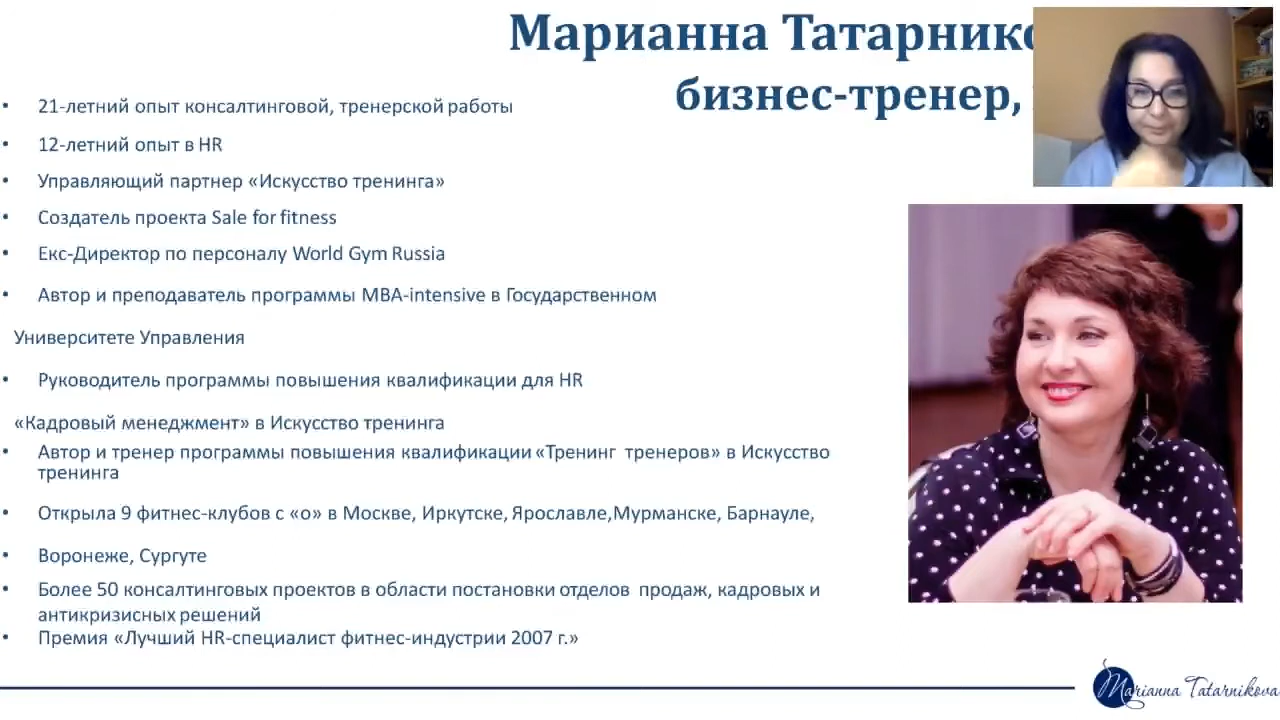 Марианна Татарнико
бизнес-тренер,
• 21-летний опыт консалтинговой, тренерской работы
• 12-летний опыт в HR
• Управляющий партнер «Искусство тренинга»
• Создатель проекта Sale for fitness
• Екс-Директор по персоналу World Gym Russia
• Автор и преподаватель программы MBA-intensive в Государственном
Университете Управления
• Руководитель программы повышения квалификации для HR
«Кадровый менеджмент» в Искусство тренинга
• Автор и тренер программы повышения квалификации «Тренинг тренеров» в Искусство
тренинга
• Открыла 9 фитнес-клубов с «о» в Москве, Иркутске, Ярославле,Мурманске, Барнауле,
• Воронеже, Сургуте
• Более 50 консалтинговых проектов в области постановки отделов продаж, кадровых и
антикризисных решений
• Премия «Лучший HR-специалист фитнес-индустрии 2007 г.»
Marianna Tatarnikova